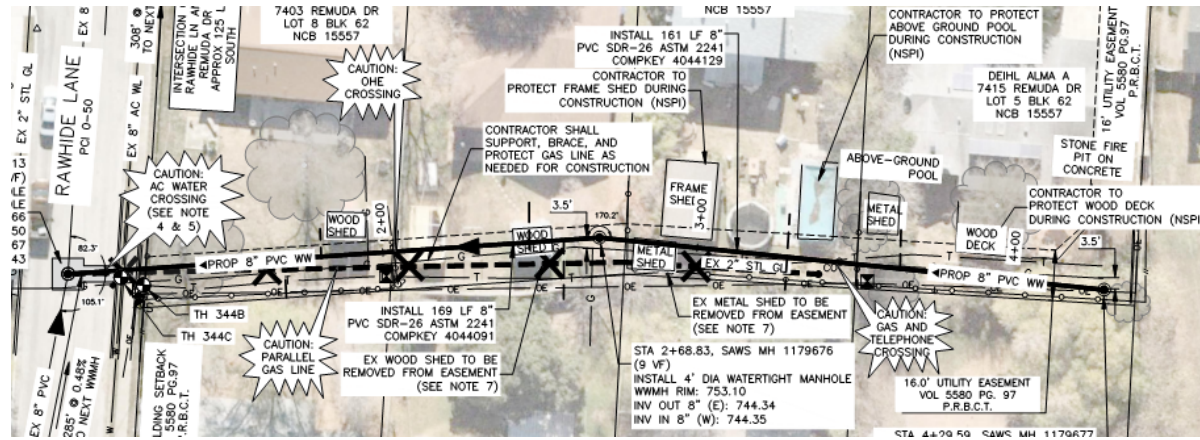 7403 REMUDA DR
LOT 8 BLK 62
NCB 15557
NCB 15557
CONTRACTOR TO PROTECT
ABOVE GROUND POOL
DURING CONSTRUCTION
(NSPI)
INSTALL 161 LF 8"
PVC SDR-26 ASTM 2241
COMPKEY 4044129
CONTRACTOR TO
PROTECT FRAME SHED DURING
CONSTRUCTION (NSPI)
DEIHL ALMA A
7415 REMUDA DR
LOT 5 BLK 62
NCB 15557
16' UTILITY EASEMENT
VOL 5580 PG.97
P.R.B.C.T.
EX 2" STL GL
RAWHIDE LANE
PCI 0-50
EX 8" AC WL
308' @
TO NEXT
INTERSECTION
RAWHIDE LN
REMUDA DR
APPROX 125 L
SOUTH
CAUTION:
OHE
CROSSING
CONTRACTOR SHALL
SUPPORT, BRACE, AND
PROTECT GAS LINE AS
NEEDED FOR CONSTRUCTION
CAUTION:
AC WATER
CROSSING
(SEE NOTE
4 & 5)
ABOVE-GROUND
POOL
STONE FIRE
PIT ON
CONCRETE
CONTRACTOR TO
PROTECT WOOD DECK
DURING CONSTRUCTION (NSPI
13
VF)
LE
66
50
67
43
82.3'
105.1'
WOOD
SHED
2+00
3.5'
170.2'
WOOD
SHED
FRAME
SHED
3+00
METAL
SHED
METAL
SHED
WOOD
DECK
4+00
3.5'
PROP 8" PVC WW
EX 2" STL GL
PROP 8" PVC WW
TH 344B
TH 344C
CAUTION:
PARALLEL
GAS LINE
INSTALL 169 LF 8"
PVC SDR-26 ASTM 2241
COMPKEY 4044091
EX WOOD SHED TO BE
REMOVED FROM EASEMENT
(SEE NOTE 7)
EX METAL SHED TO BE
REMOVED FROM EASEMENT
(SEE NOTE 7)
CAUTION:
GAS AND
TELEPHONE
CROSSING
STA 2+68.83, SAWS MH 1179676
(9 VF)
INSTALL 4' DIA WATERTIGHT MANHOLE
WWMH RIM: 753.10
INV OUT 8" (E): 744.34
INV IN 8" (W): 744.35
16.0' UTILITY EASEMENT
VOL 5580 PG. 97
P.R.B.C.T.
EX 8" PVC
285' @ 0.48%
NEXT WWMH
LDING SETBACK
5580 PG.97
P.R.B.C.T.
STA 4+29.59, SAWS MH 1179677